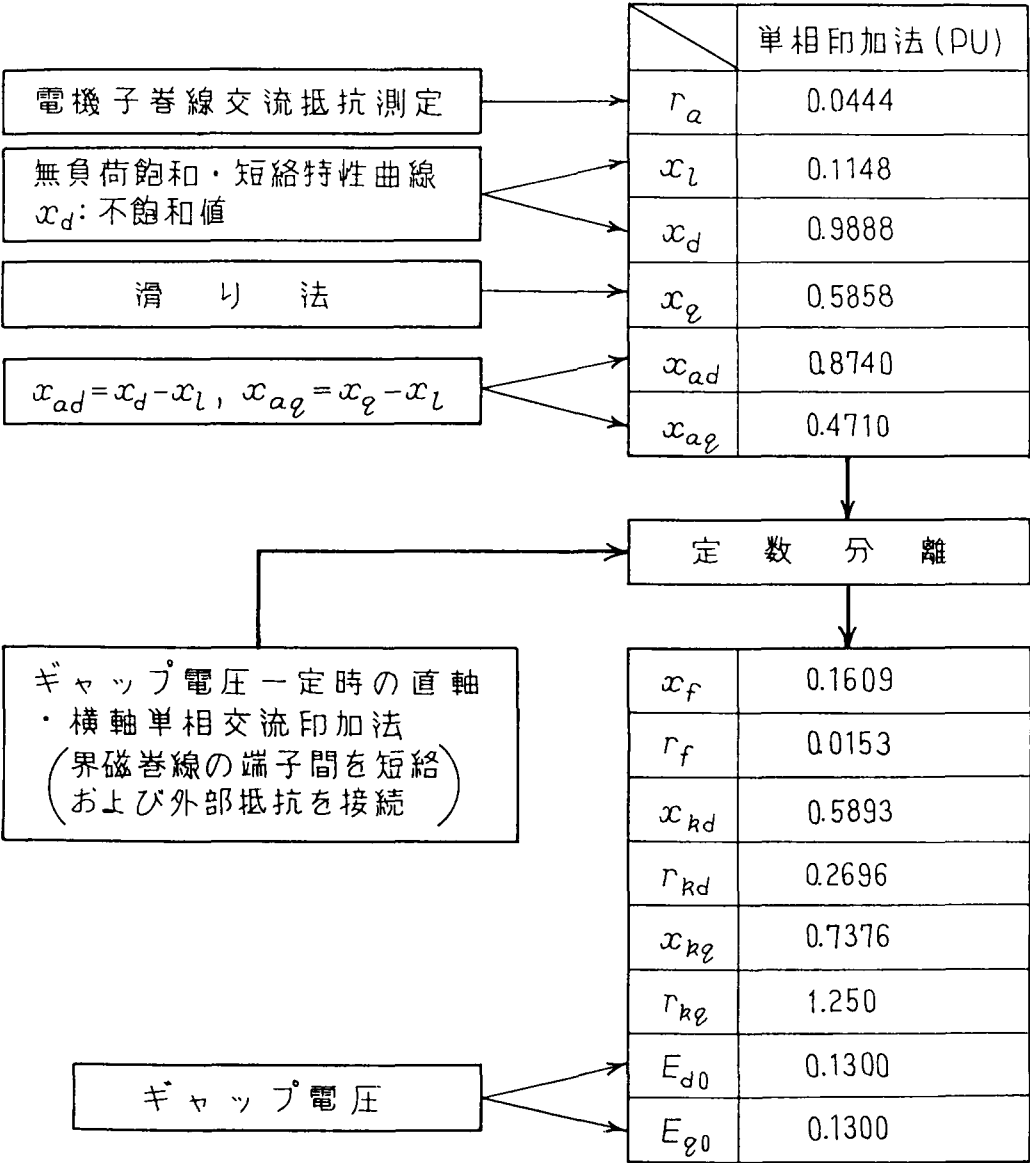 単相印加法(PU)
電機子巻線交流抵抗測定
r_a 0.0444
無負荷飽和・短絡特性曲線
x_d:不飽和値
x_l 0.1148
x_d 0.9888
滑り法
x_q 0.5858
x_ad=x_d-x_l, x_aq=x_q-x_l
x_ad 0.8740
x_aq 0.4710
定数分離
ギャップ電圧一定時の直軸
・横軸単相交流印加法
(界磁巻線の端子間を短絡
および外部抵抗を接続)
x_f 0.1609
r_f 0.0153
x_kd 0.5893
r_kd 0.2696
x_kq 0.7376
r_kq 1.250
ギャップ電圧
E_d0 0.1300
E_q0 0.1300